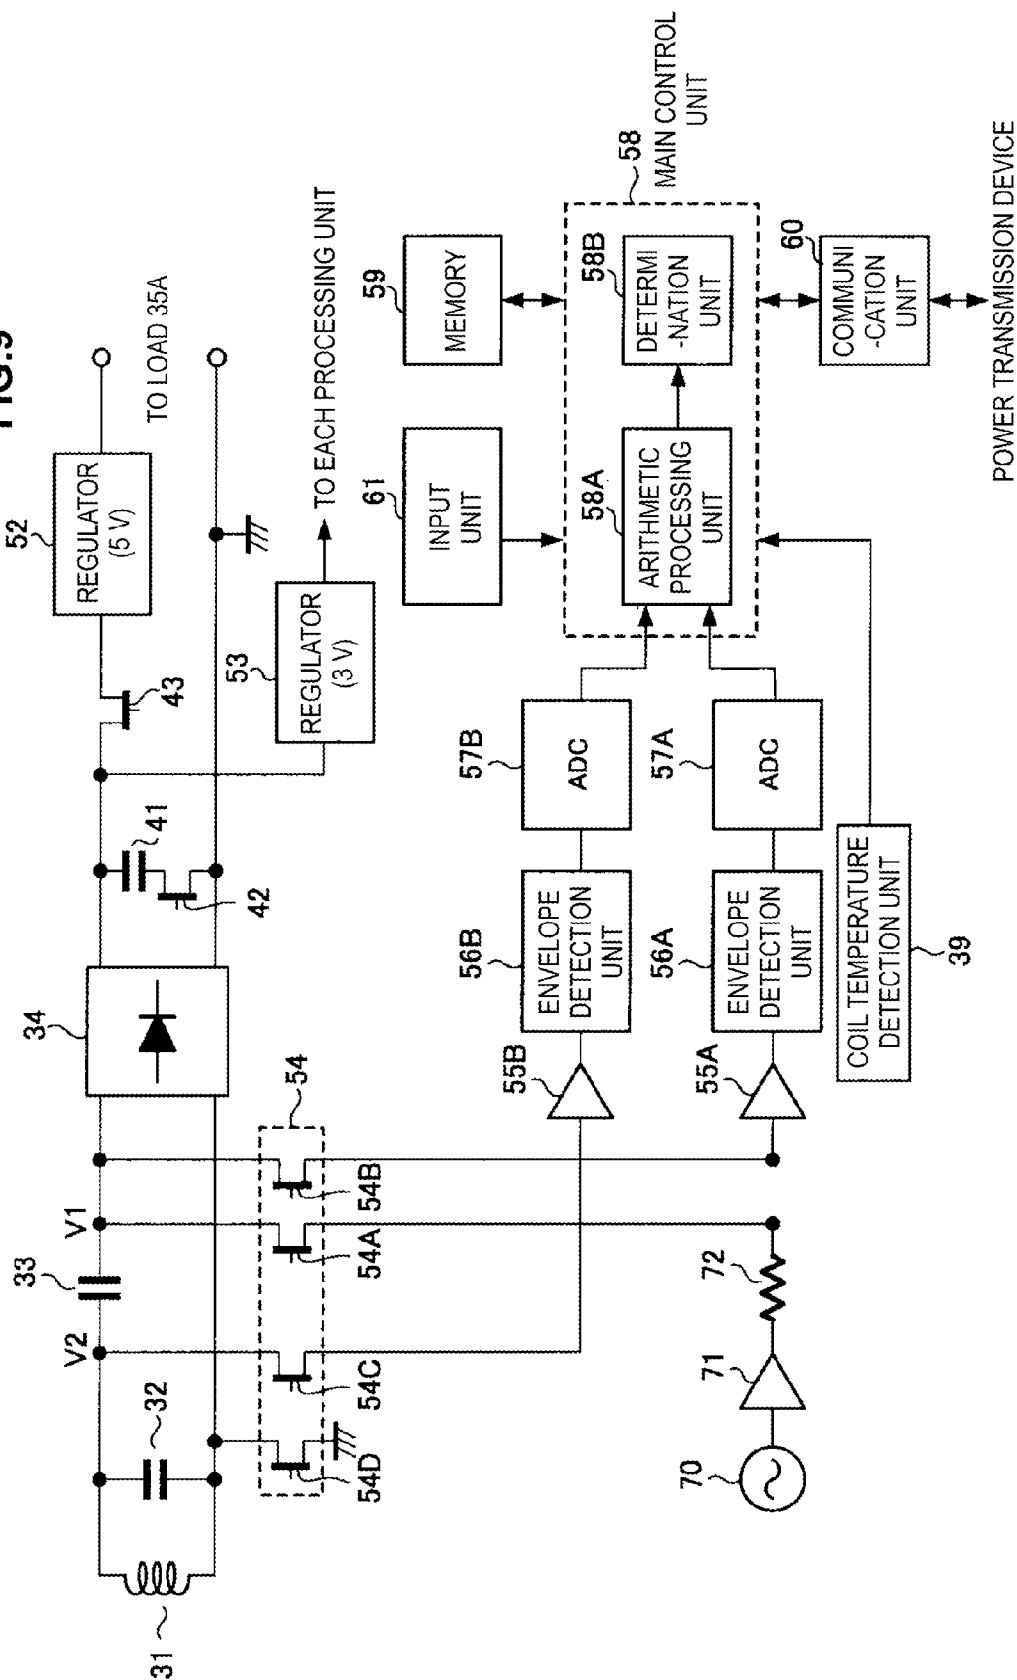 FIG.9
31
32
V2
33
V1
34
41
42
43
52
REGULATOR
(5 V)
TO LOAD 35A
53
REGULATOR
(3 V)
TO EACH PROCESSING UNIT
54
54D
54C
54A
54B
55B
56B
ENVELOPE
DETECTION
UNIT
57B
ADC
61
INPUT
UNIT
59
MEMORY
58
MAIN CONTROL
UNIT
58A
ARITHMETIC
PROCESSING
UNIT
58B
DETERMI
-NATION
UNIT
70
71
72
55A
56A
ENVELOPE
DETECTION
UNIT
57A
ADC
COIL TEMPERATURE
DETECTION UNIT
39
60
COMMUNI
-CATION
UNIT
POWER TRANSMISSION DEVICE